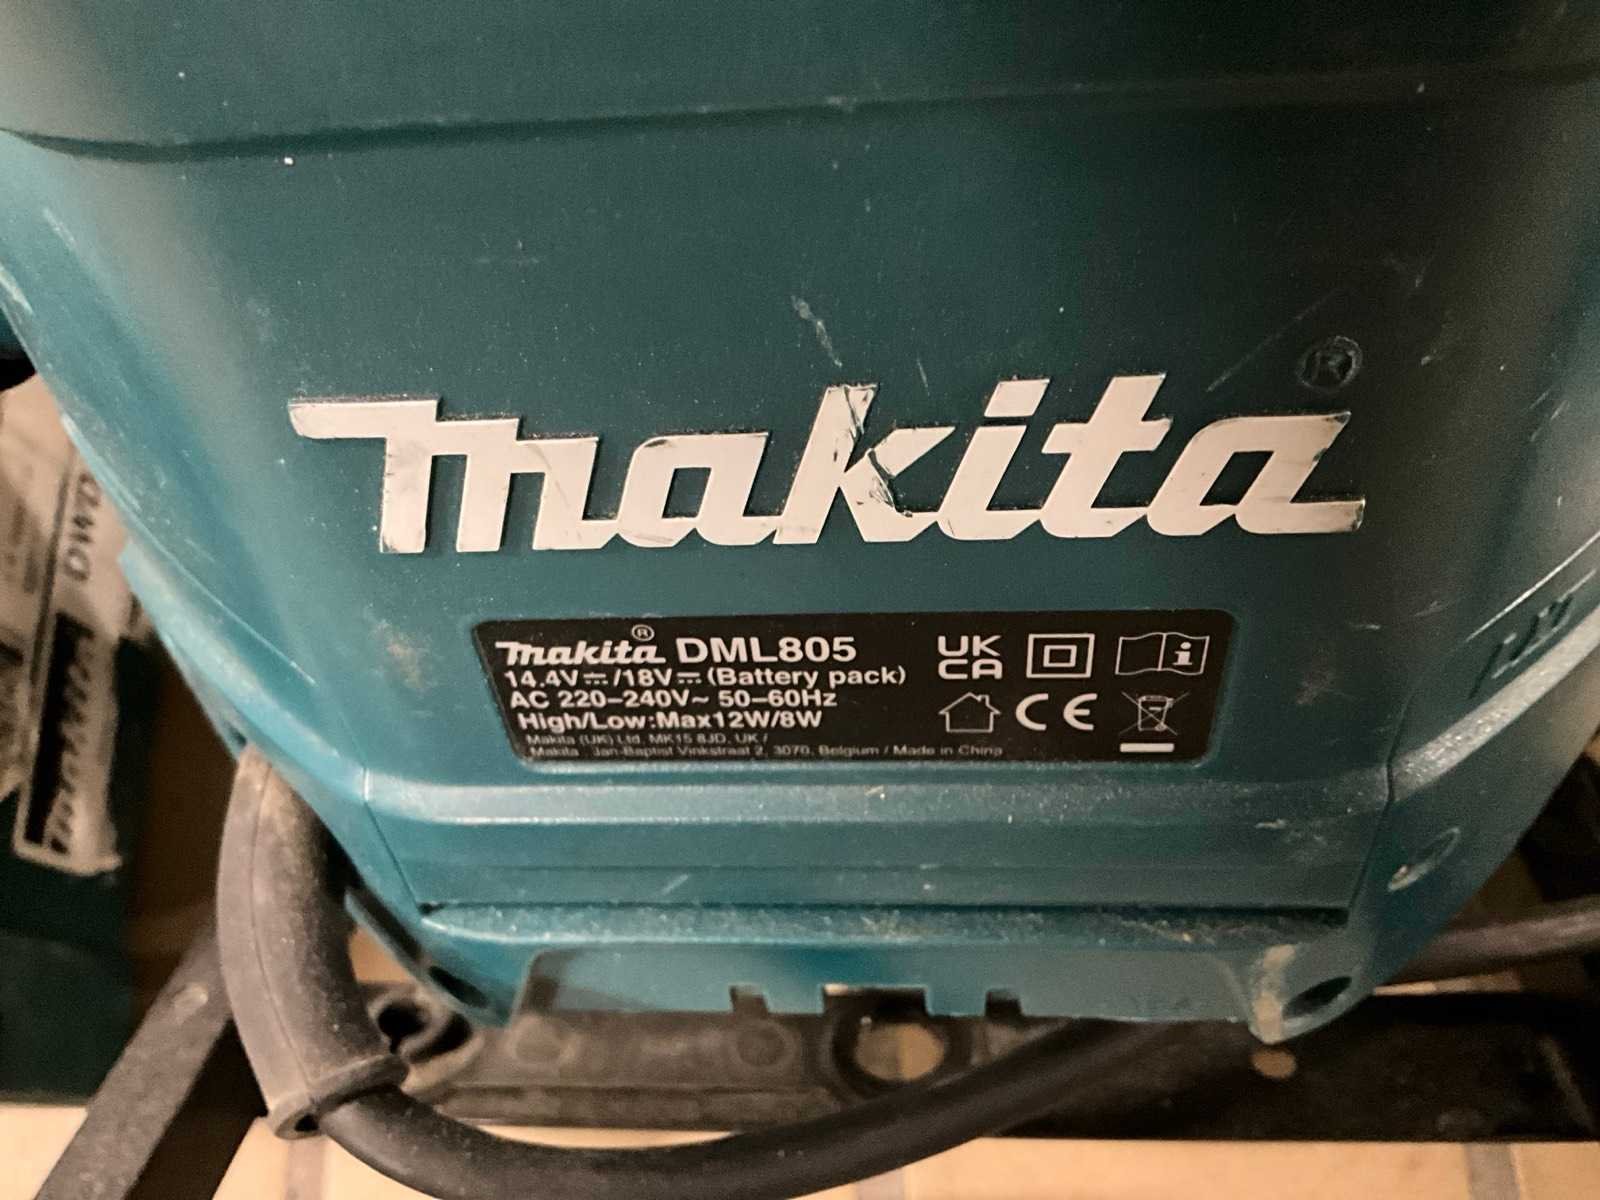 makita®
makita® DML805
14.4V⎓/18V⎓(Battery pack)
AC 220–240V~ 50–60Hz
High/Low:Max12W/8W
Makita (UK) Ltd. MK15 8JD, UK /
Makita Jan-Baptist Vinkstraat 2, 3070, Belgium / Made in China
UK
CA
i
CE
DWD